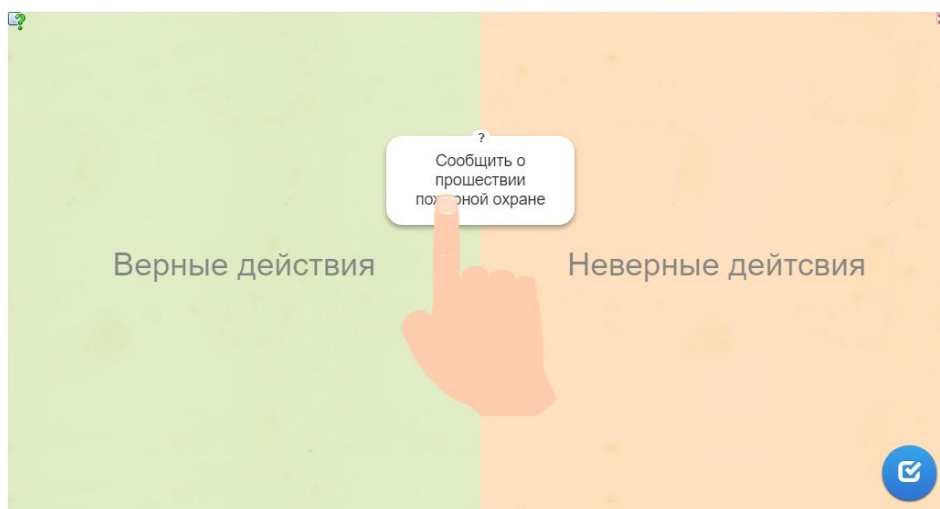 ?
Сообщить о
прошествии
охране
Верные действия
Неверные дейтсвия